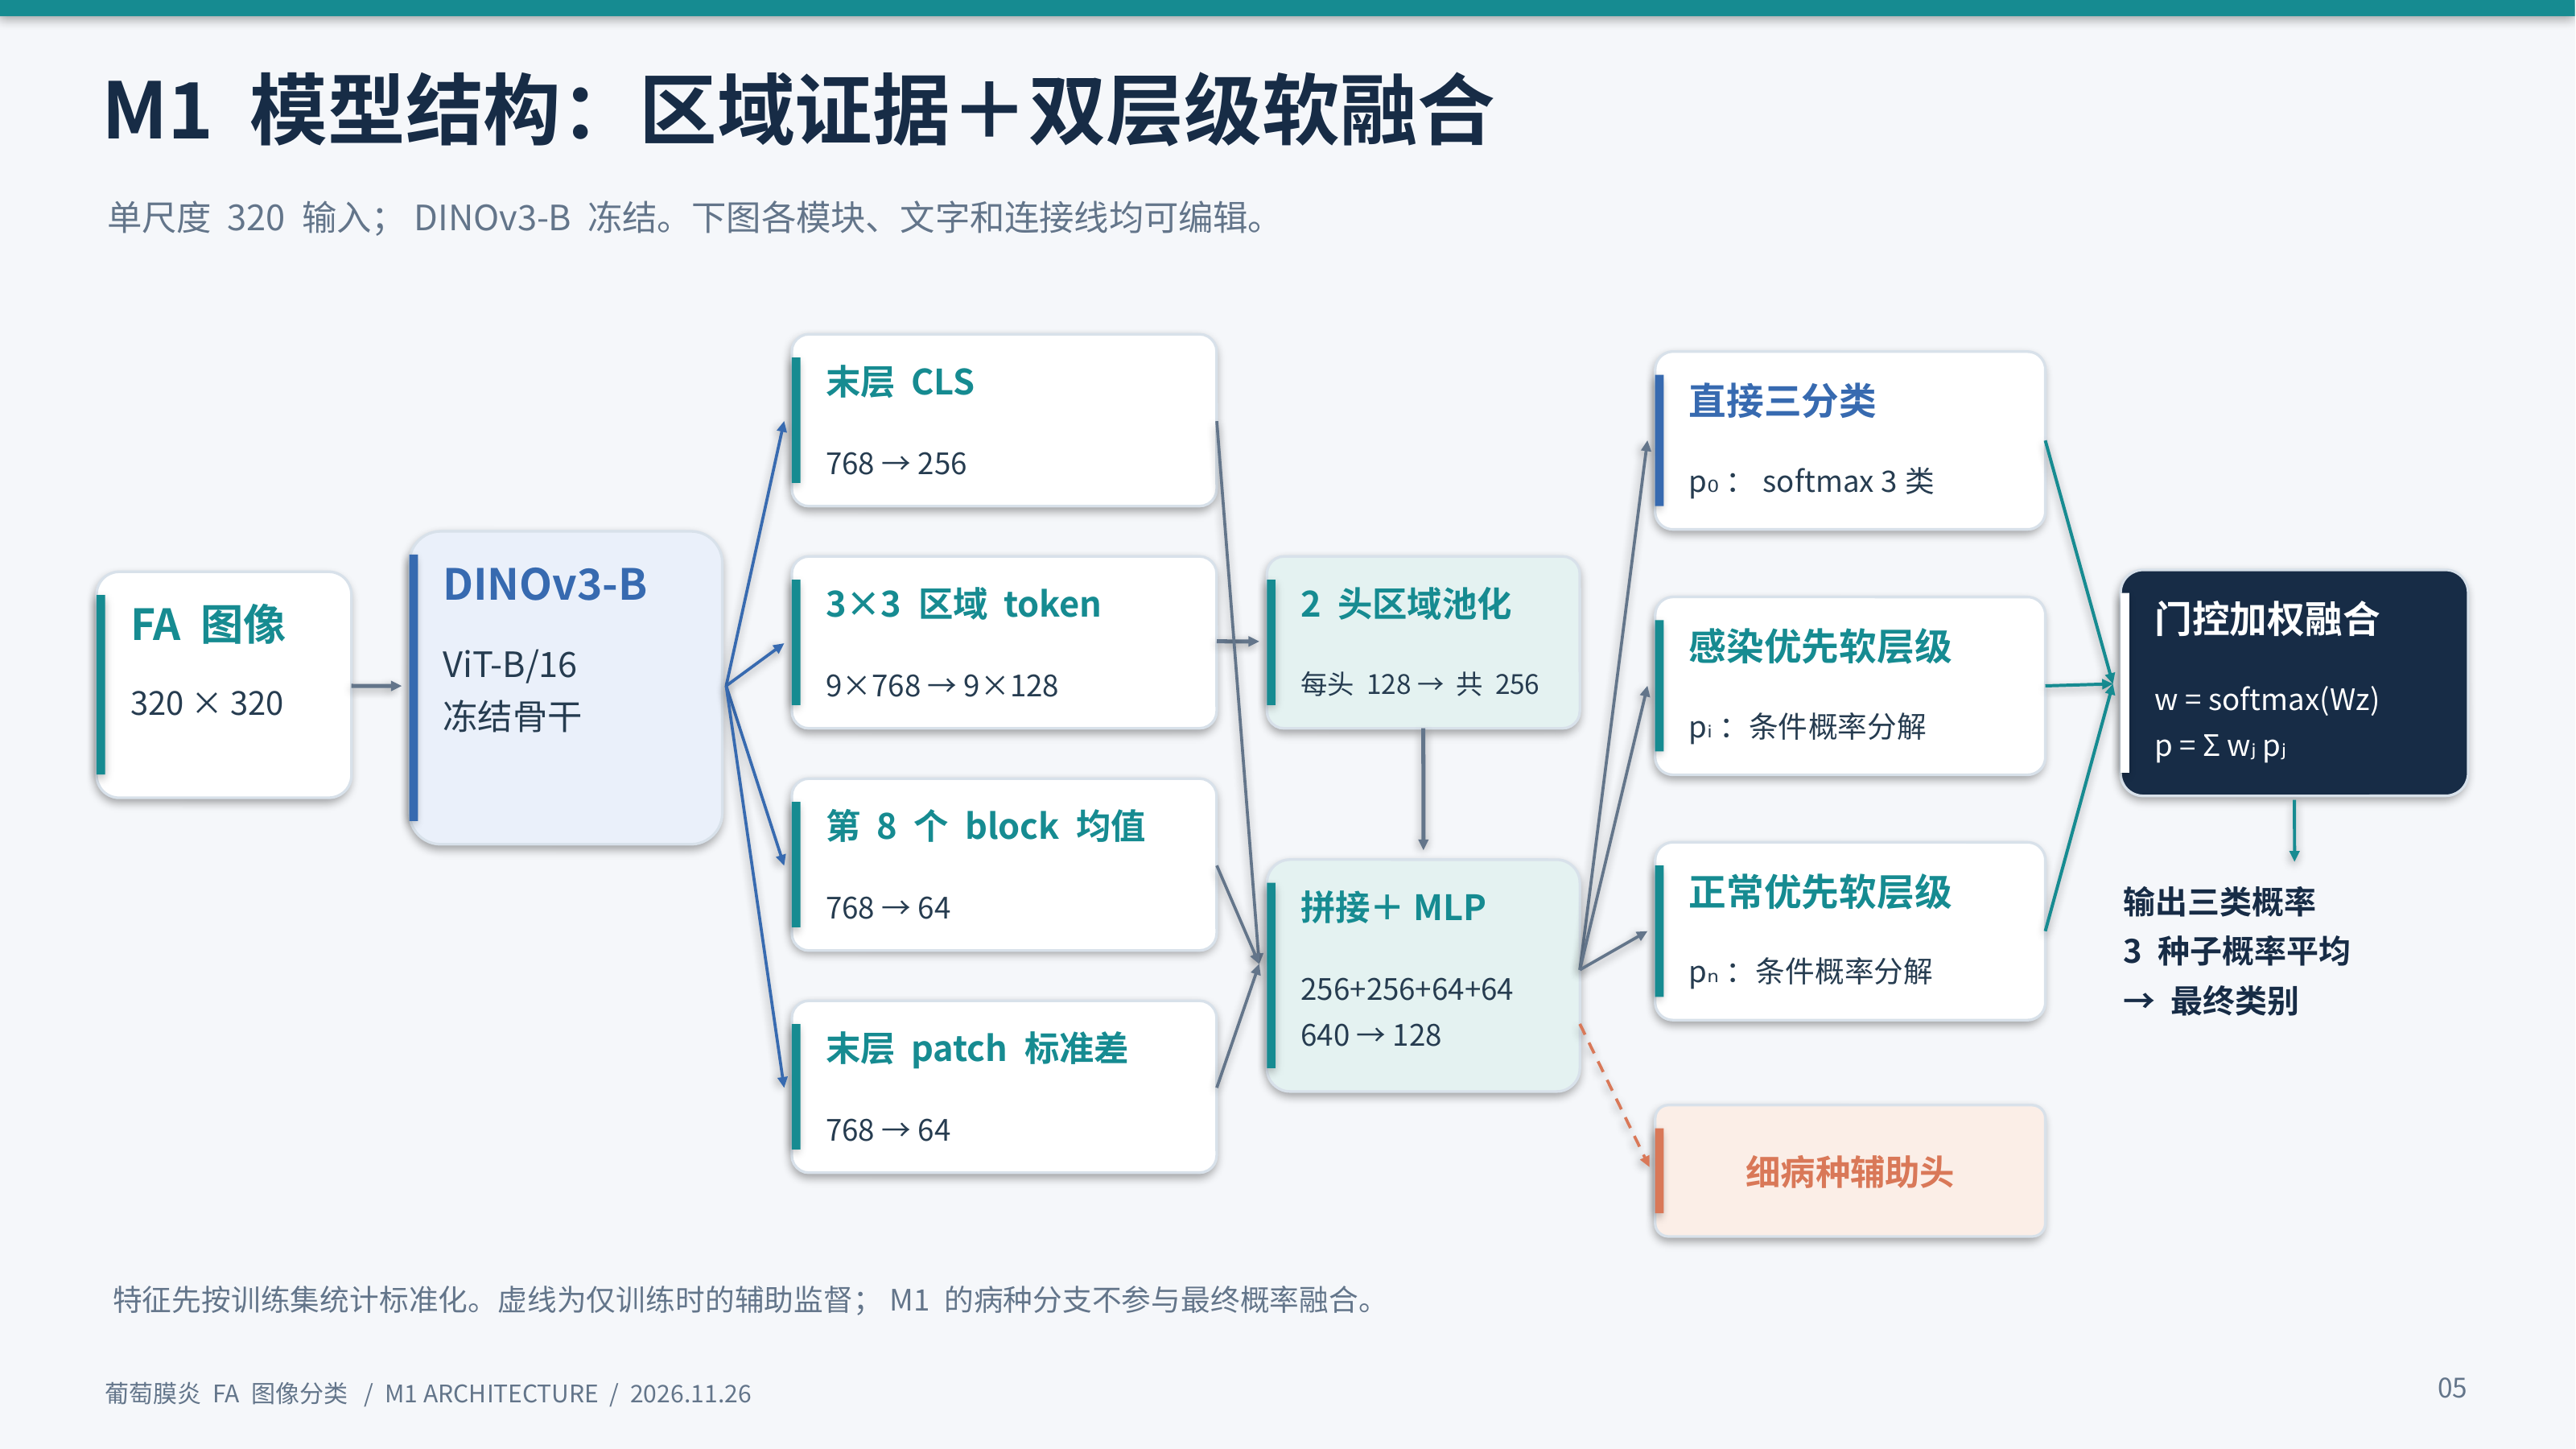 M1 模型结构：区域证据＋双层级软融合
单尺度 320 输入； DINOv3-B 冻结。下图各模块、文字和连接线均可编辑。
FA 图像
320 × 320
DINOv3-B
ViT-B/16
冻结骨干
末层 CLS
768 → 256
3×3 区域 token
9×768 → 9×128
第 8 个 block 均值
768 → 64
末层 patch 标准差
768 → 64
2 头区域池化
每头 128 → 共 256
拼接＋ MLP
256+256+64+64
640 → 128
直接三分类
p₀： softmax 3 类
感染优先软层级
pᵢ：条件概率分解
正常优先软层级
pₙ：条件概率分解
细病种辅助头
门控加权融合
w = softmax(Wz)
p = Σ wⱼ pⱼ
输出三类概率
3 种子概率平均
→ 最终类别
特征先按训练集统计标准化。虚线为仅训练时的辅助监督； M1 的病种分支不参与最终概率融合。
葡萄膜炎 FA 图像分类 / M1 ARCHITECTURE / 2026.11.26
05